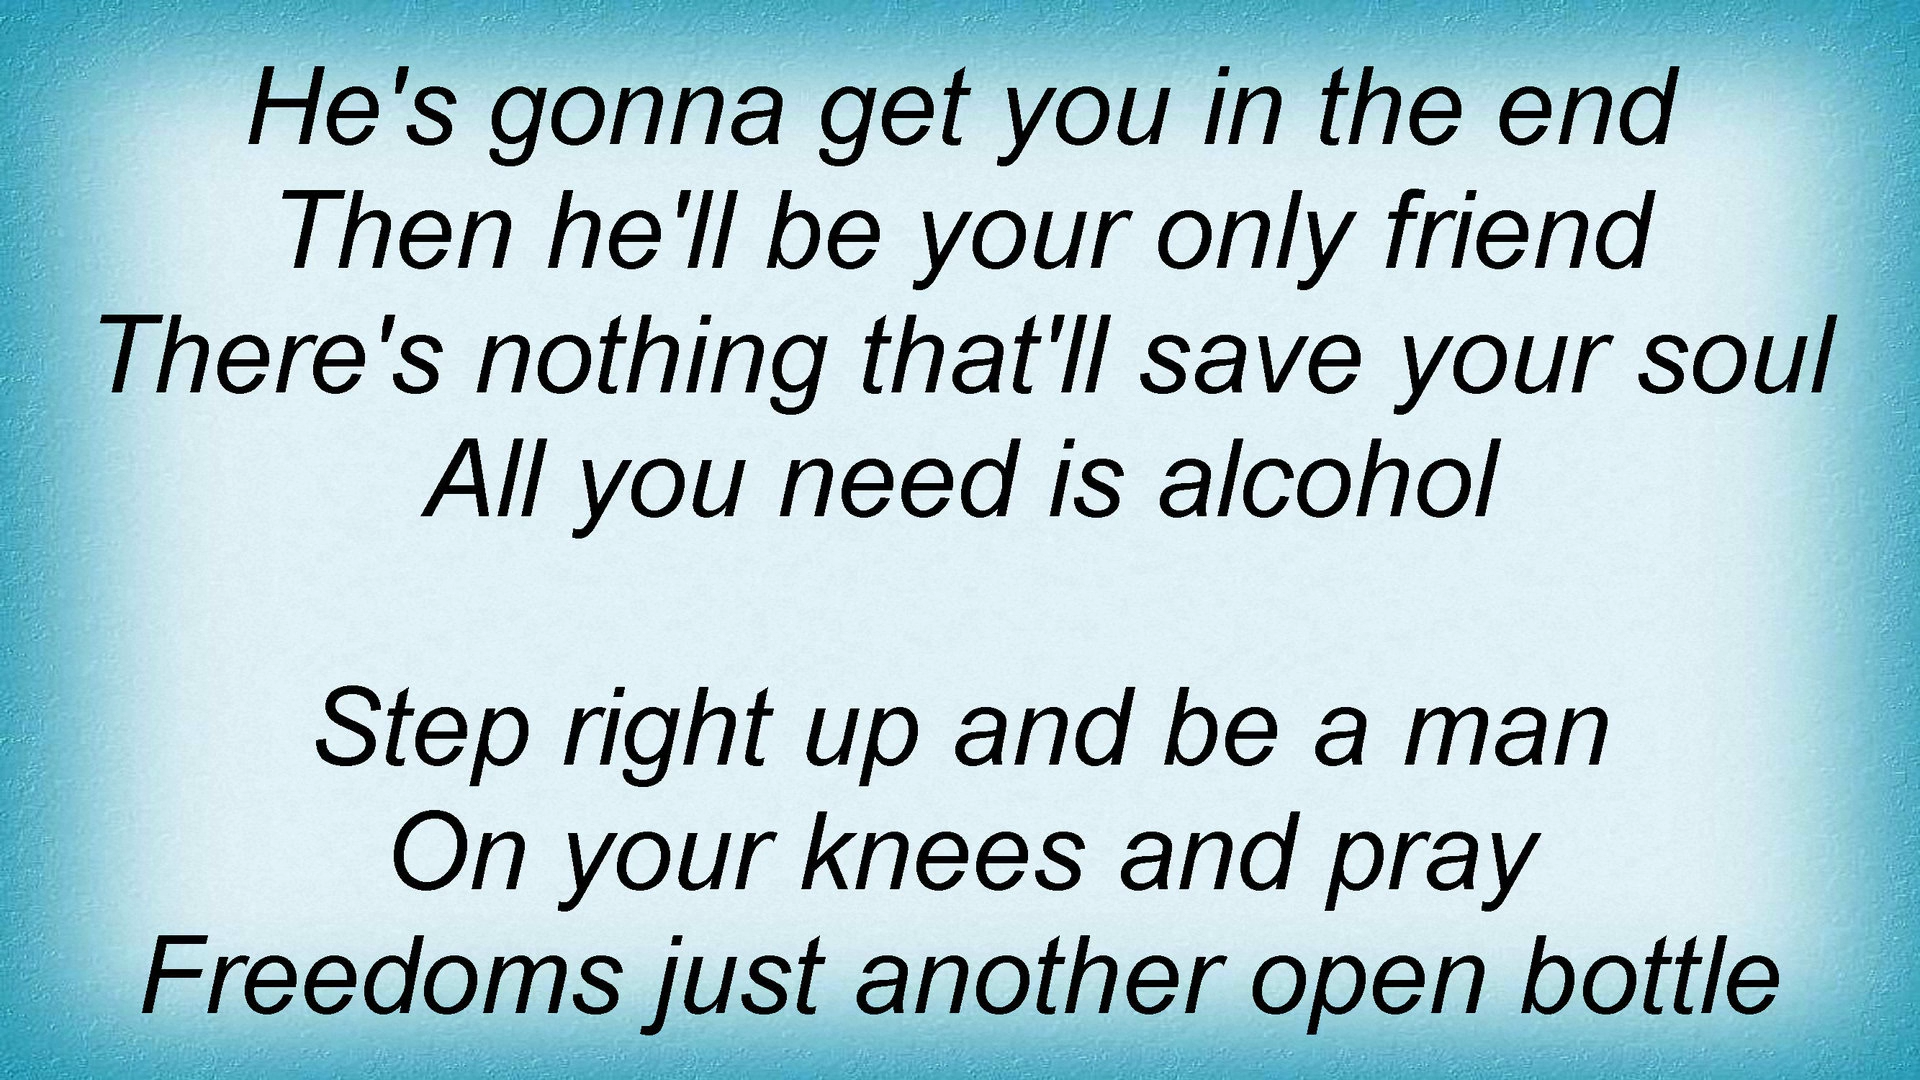 He's gonna get you in the end
Then he'll be your only friend
There's nothing that'll save your soul
All you need is alcohol
Step right up and be a man
On your knees and pray
Freedoms just another open bottle